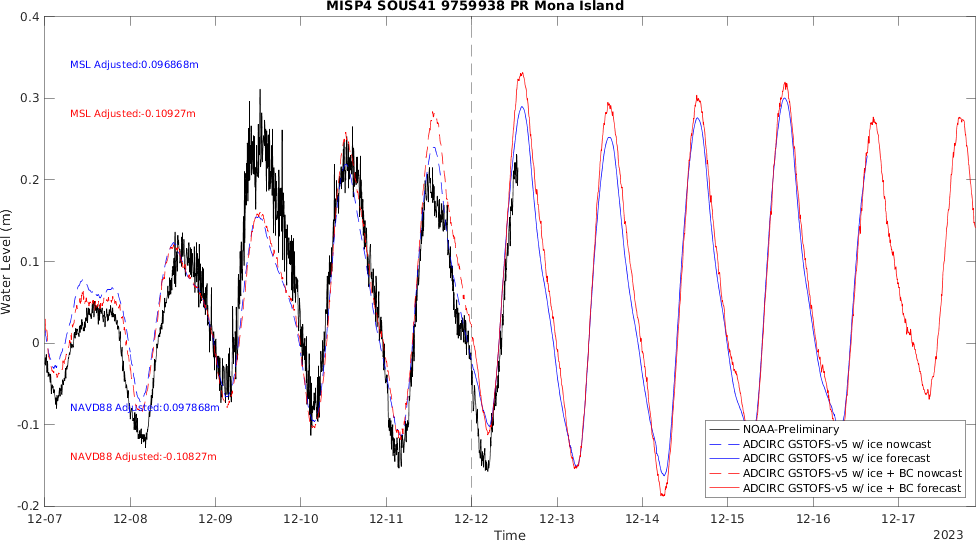 MISP4 SOUS41 9759938 PR Mona Island
0.4
0.3
0.2
0.1
0
-0.1
-0.2
Water Level (m)
MSL Adjusted:0.096868m
MSL Adjusted:-0.10927m
NAVD88 Adjusted:0.097868m
NAVD88 Adjusted:-0.10827m
NOAA-Preliminary
ADCIRC GSTOFS-v5 w/ ice nowcast
ADCIRC GSTOFS-v5 w/ ice forecast
ADCIRC GSTOFS-v5 w/ ice + BC nowcast
ADCIRC GSTOFS-v5 w/ ice + BC forecast
12-07 12-08 12-09 12-10 12-11 12-12 12-13 12-14 12-15 12-16 12-17
Time
2023